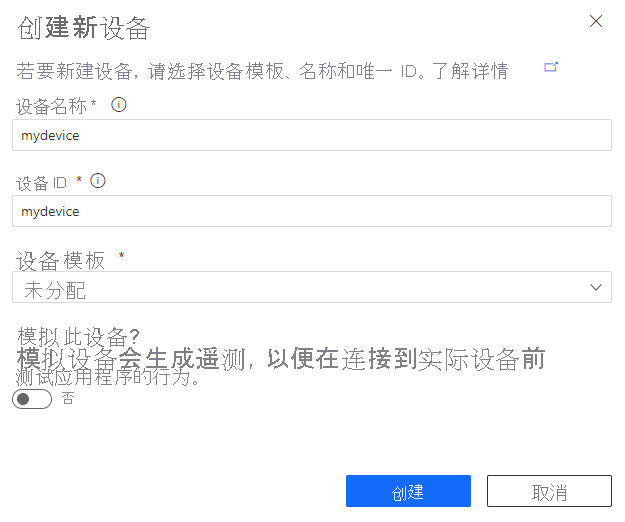 创建新设备
若要新建设备, 请选择设备模板、名称和唯一 ID。了解详情
设备名称 *
mydevice
设备 ID *
mydevice
设备模板 *
未分配
模拟此设备?
模拟设备会生成遥测, 以便在连接到实际设备前
测试应用程序的行为。
否
创建
取消